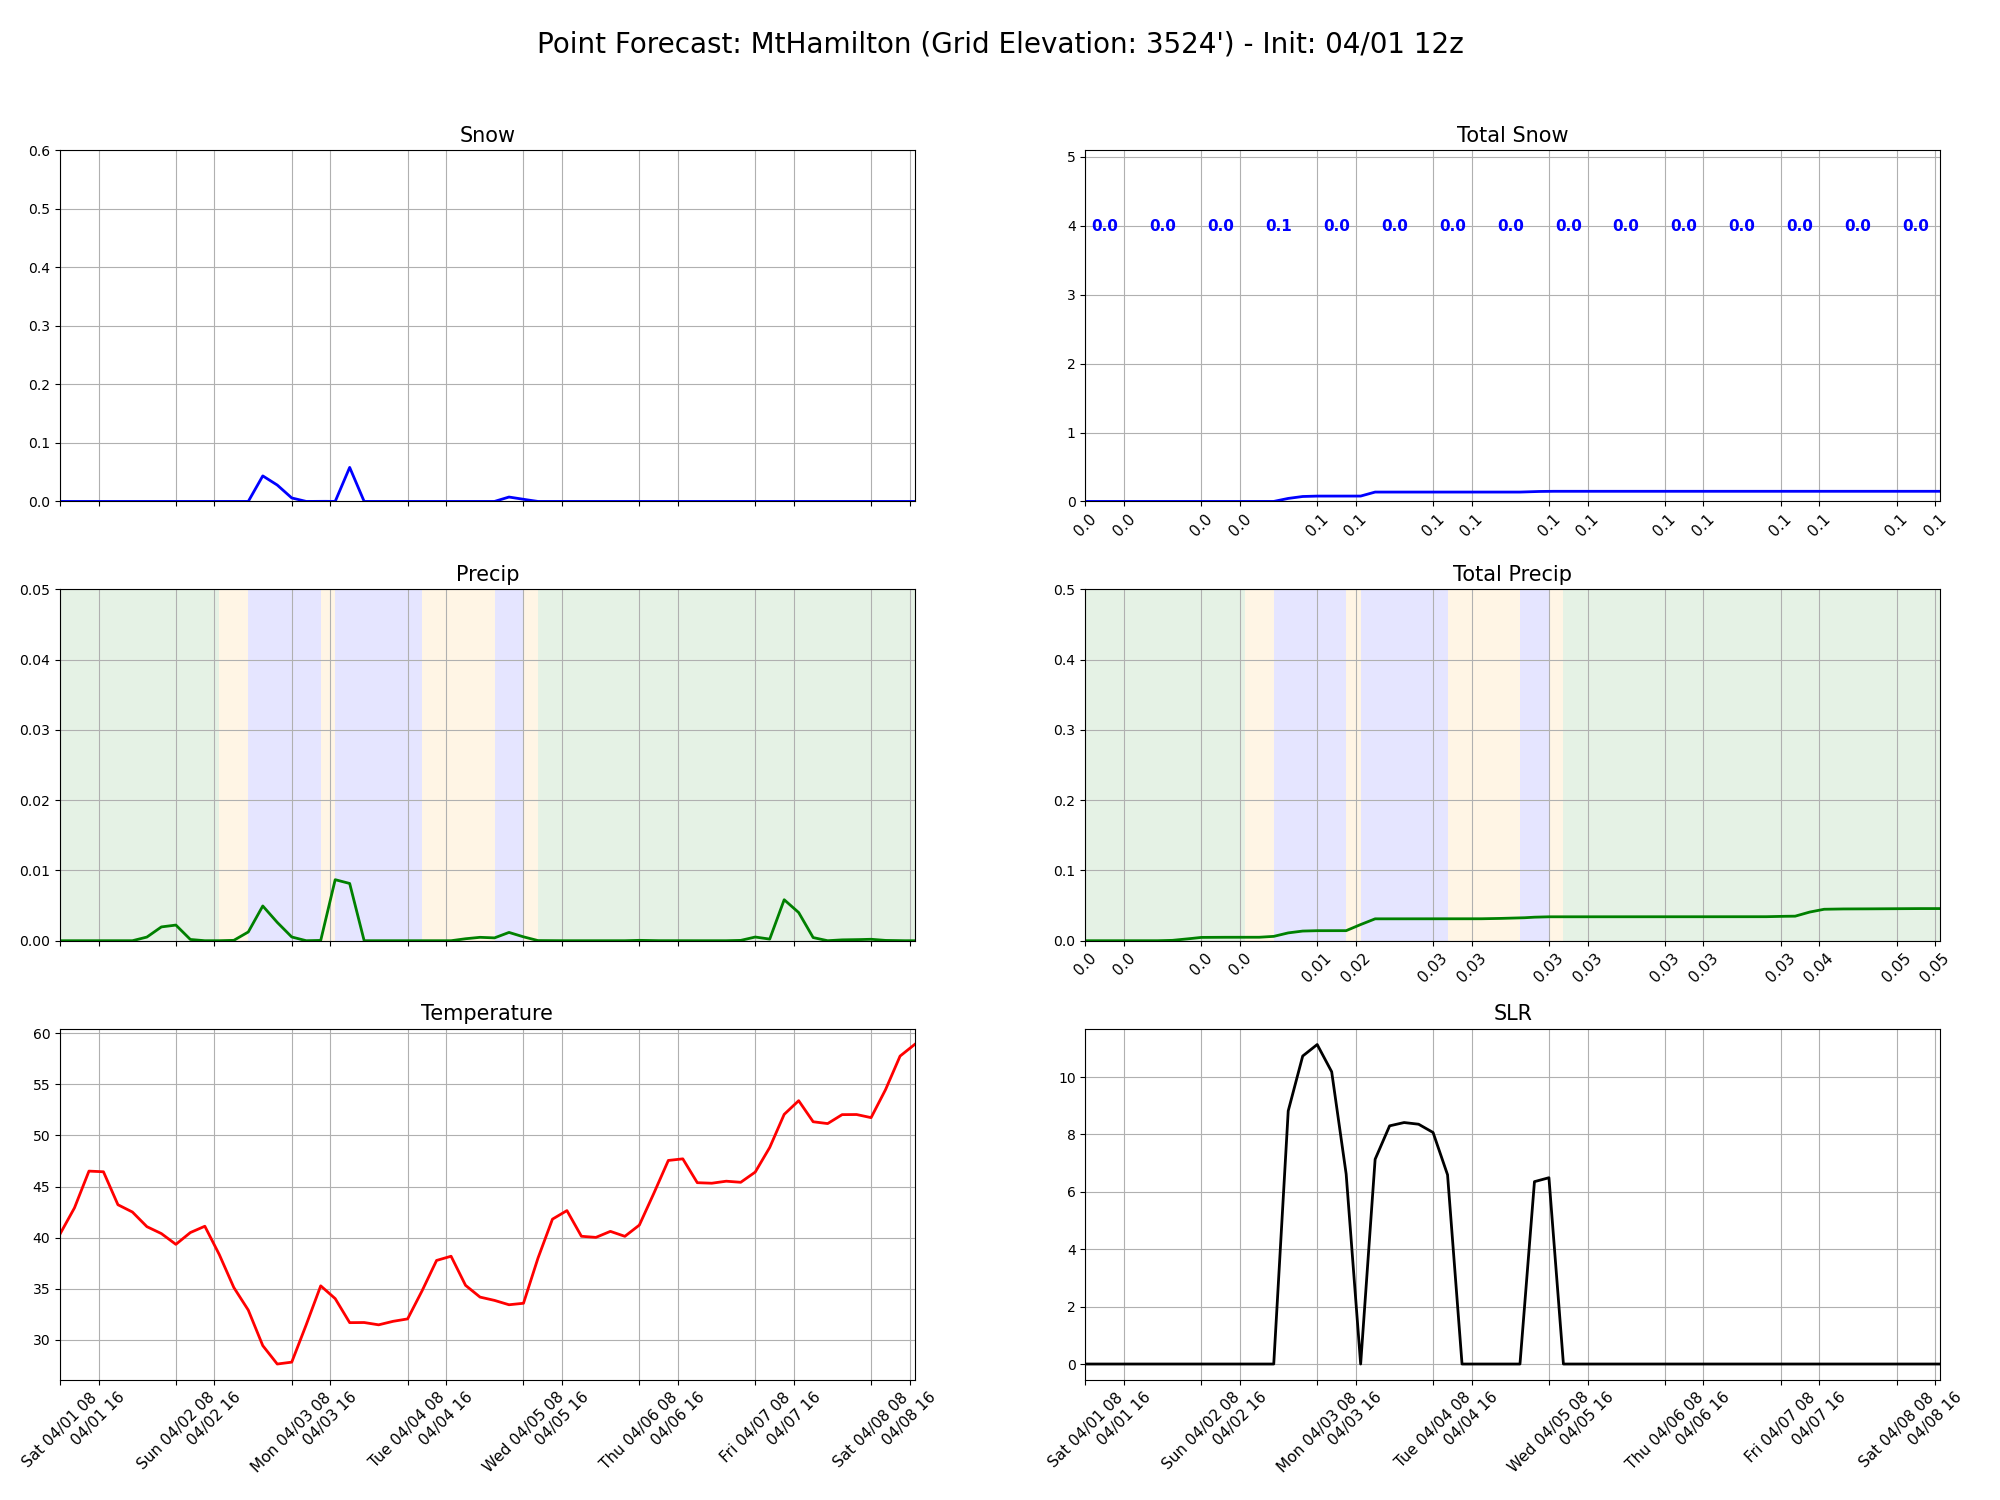 Point Forecast: MtHamilton (Grid Elevation: 3524') - Init: 04/01 12z
Snow
0.6
0.5
0.4
0.3
0.2
0.1
0.0
Total Snow
5
4
3
2
1
0
0.0 0.0 0.0 0.1 0.0 0.0 0.0 0.0 0.0 0.0 0.0 0.0 0.0 0.0 0.0
0.0 0.0 0.0 0.0 0.1 0.1 0.1 0.1 0.1 0.1 0.1 0.1 0.1 0.1 0.1 0.1
Precip
0.05
0.04
0.03
0.02
0.01
0.00
Total Precip
0.5
0.4
0.3
0.2
0.1
0.0
0.0 0.0 0.0 0.0 0.01 0.02 0.03 0.03 0.03 0.03 0.03 0.03 0.03 0.04 0.05 0.05
Temperature
60
55
50
45
40
35
30
Sat 04/01 08
04/01 16
Sun 04/02 08
04/02 16
Mon 04/03 08
04/03 16
Tue 04/04 08
04/04 16
Wed 04/05 08
04/05 16
Thu 04/06 08
04/06 16
Fri 04/07 08
04/07 16
Sat 04/08 08
04/08 16
SLR
10
8
6
4
2
0
Sat 04/01 08
04/01 16
Sun 04/02 08
04/02 16
Mon 04/03 08
04/03 16
Tue 04/04 08
04/04 16
Wed 04/05 08
04/05 16
Thu 04/06 08
04/06 16
Fri 04/07 08
04/07 16
Sat 04/08 08
04/08 16